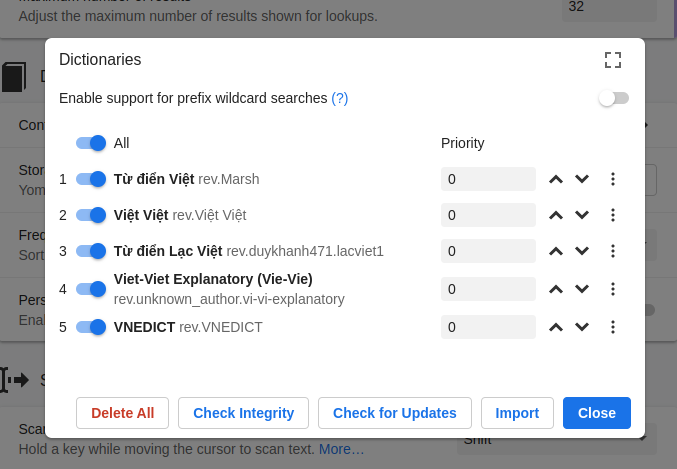 Adjust the maximum number of results shown for lookups.
32
Dictionaries
Enable support for prefix wildcard searches (?)
All
Priority
1 Từ điển Việt rev.Marsh 0
2 Việt Việt rev.Việt Việt 0
3 Từ điển Lạc Việt rev.duykhanh471.lacviet1 0
4 Viet-Viet Explanatory (Vie-Vie)
rev.unknown_author.vi-vi-explanatory 0
5 VNEDICT rev.VNEDICT 0
Delete All
Check Integrity
Check for Updates
Import
Close
Hold a key while moving the cursor to scan text. More…
Shift